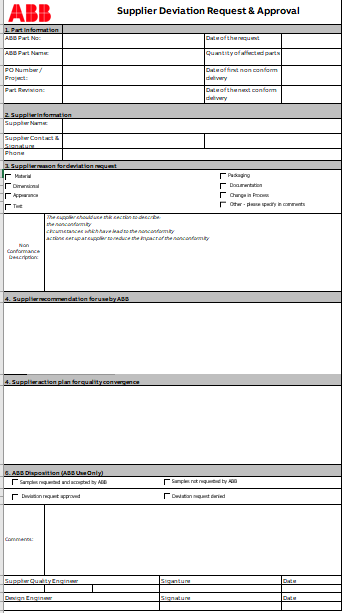 ABB
Supplier Deviation Request & Approval
1. Part Information
ABB Part No:
Date of the request
ABB Part Name:
Quantity of affected parts
PO Number /
Project:
Date of first non conform
delivery
Part Revision:
Date of the next conform
delivery
2. Supplier Information
Supplier Name:
Supplier Contact &
Signature
Phone
3. Supplier reason for deviation request
Material
Packaging
Dimensional
Documentation
Appearance
Change in Process
Test
Other - please specify in comments
Non
Conformance
Description:
The supplier should use this section to describe:
the nonconformity
circumstances which have lead to the nonconformity
actions set up at supplier to reduce the impact of the nonconformity
4. Supplier recommendation for use by ABB
4. Supplier action plan for quality convergence
6. ABB Disposition (ABB Use Only)
Samples requested and accepted by ABB
Samples not requested by ABB
Deviation request approved
Deviation request denied
Comments:
Supplier Quality Engineer
Siganture
Date
Design Engineer
Signature
Date